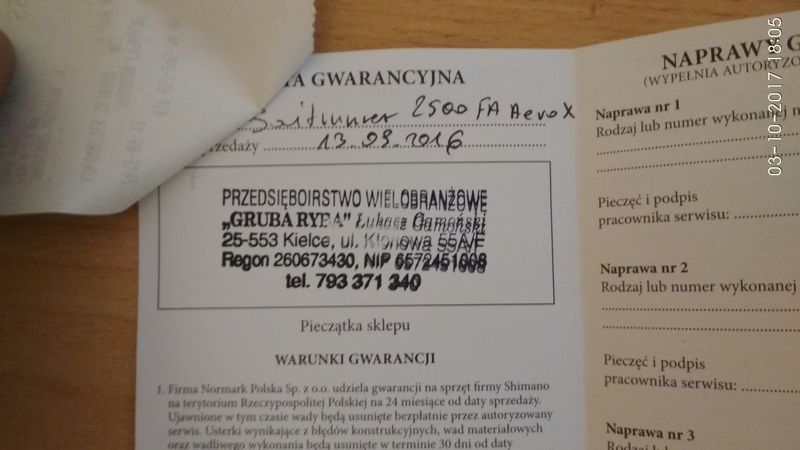 TA GWARANCYJNA
2500 FA Aero X
rzedaży 13.09.2016
PRZEDSIĘBOIRSTWO WIELOBRANŻOWE
„GRUBA RYBA" Łukasz Gamoński
25-553 Kielce, ul. Klonowa 55A/F
Regon 260673430, NIP
tel. 793 371 340
Pieczątka sklepu
WARUNKI GWARANCJI
1. Firma Normark Polska Sp. z o.o. udziela gwarancji na sprzęt firmy Shimano
na terytorium Rzeczypospolitej Polskiej na 24 miesiące od daty sprzedaży.
Ujawnione w tym czasie wady będą usunięte bezpłatnie przez autoryzowany
serwis. Usterki wynikające z błędów konstrukcyjnych, wad materiałowych
oraz wadliwego wykonania będą usunięte w terminie 30 dni od daty
NAPRAWY G
(WYPEŁNIA AUTORYZO
Naprawa nr 1
Rodzaj lub numer wykonanej n
Pieczęć i podpis
pracownika serwisu:
Naprawa nr 2
Rodzaj lub numer wykonanej
Pieczęć i podpis
pracownika serwisu:
Naprawa nr 3
03-10-2017 18:05